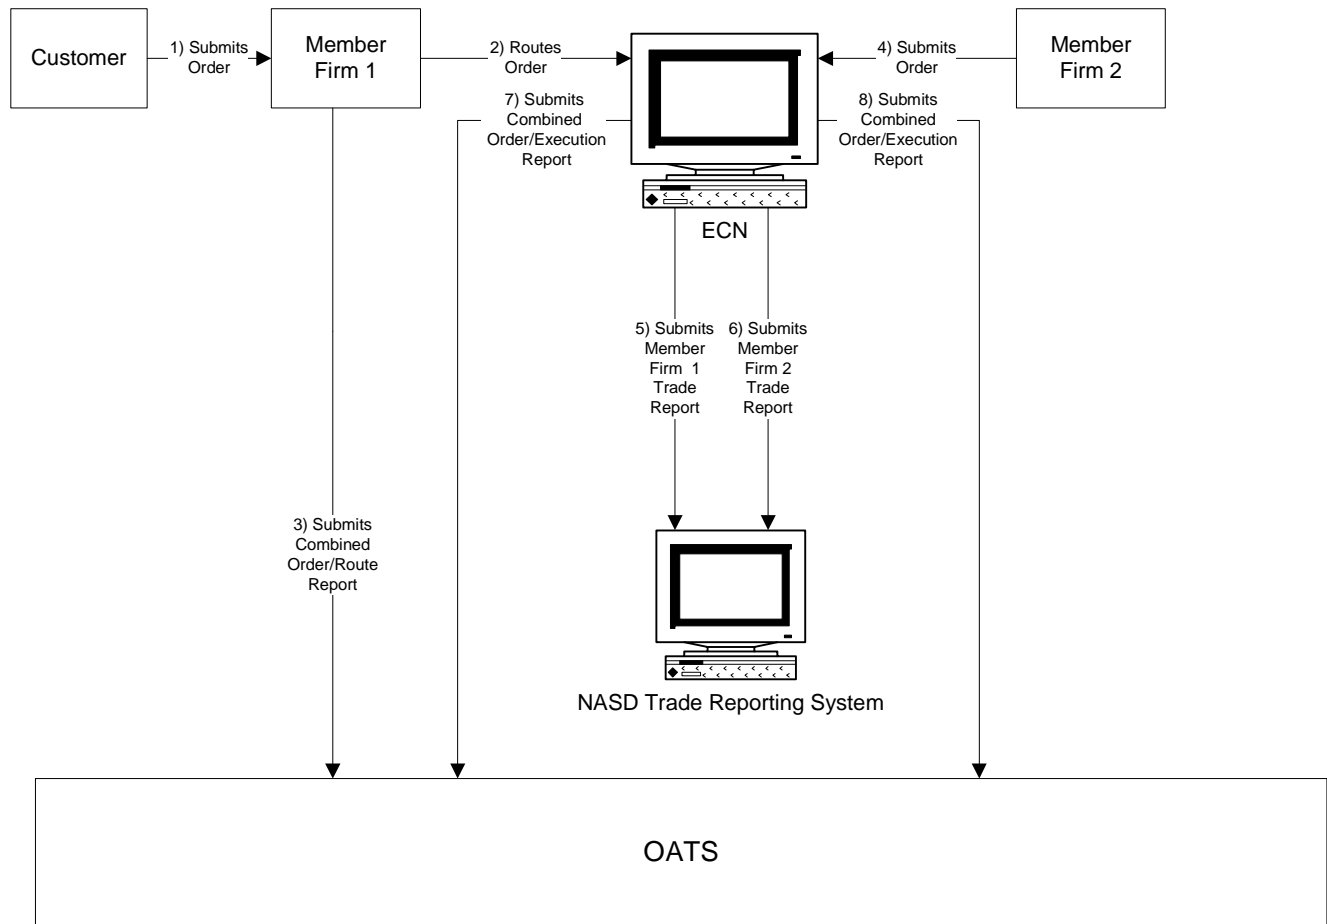 Customer
1) Submits
Order
Member
Firm 1
2) Routes
Order
4) Submits
Order
Member
Firm 2
7) Submits
Combined
Order/Execution
Report
8) Submits
Combined
Order/Execution
Report
ECN
5) Submits
Member
Firm 1
Trade
Report
6) Submits
Member
Firm 2
Trade
Report
3) Submits
Combined
Order/Route
Report
NASD Trade Reporting System
OATS